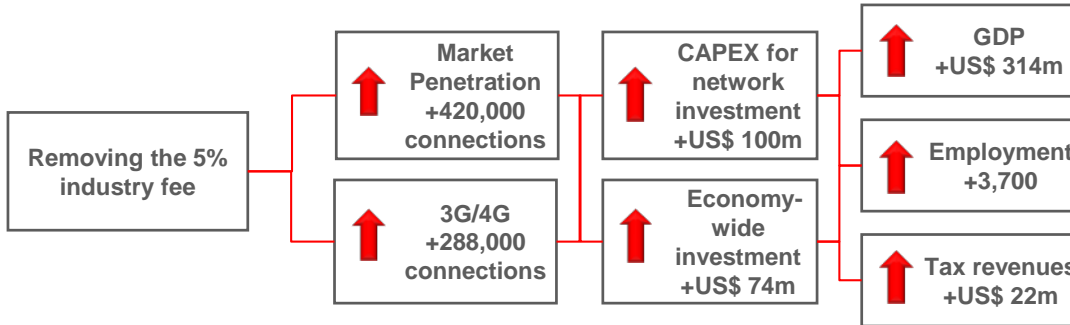 Removing the 5%
industry fee
Market
Penetration
+420,000
connections
3G/4G
+288,000
connections
CAPEX for
network
investment
+US$ 100m
Economy-
wide
investment
+US$ 74m
GDP
+US$ 314m
Employment
+3,700
Tax revenues
+US$ 22m